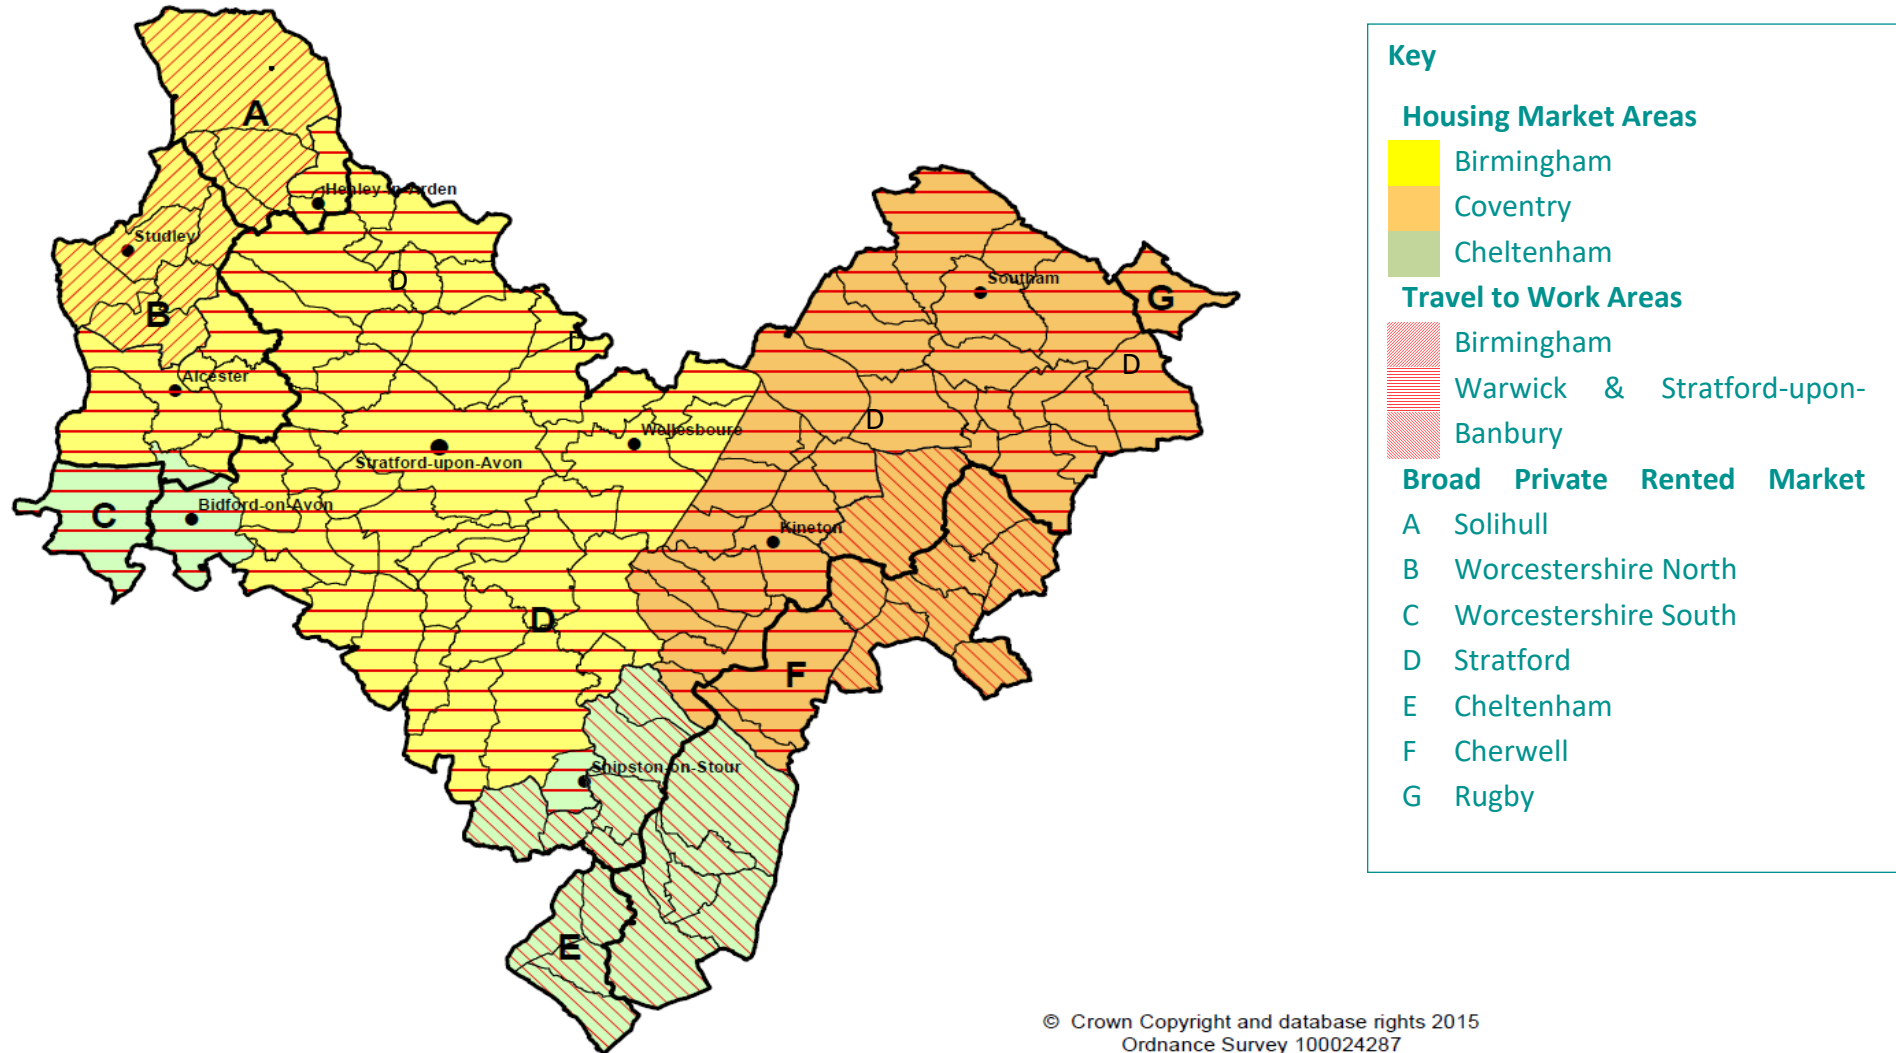 A
Henley-in-Arden
Studley
D
B
Southam
G
D
D
Alcester
D
Wellesboure
Stratford-upon-Avon
Bidford-on-Avon
C
Kineton
D
F
Shipston-on-Stour
E
Key
Housing Market Areas
Birmingham
Coventry
Cheltenham
Travel to Work Areas
Birmingham
Warwick & Stratford-upon-
Banbury
Broad Private Rented Market
A Solihull
B Worcestershire North
C Worcestershire South
D Stratford
E Cheltenham
F Cherwell
G Rugby
© Crown Copyright and database rights 2015
Ordnance Survey 100024287